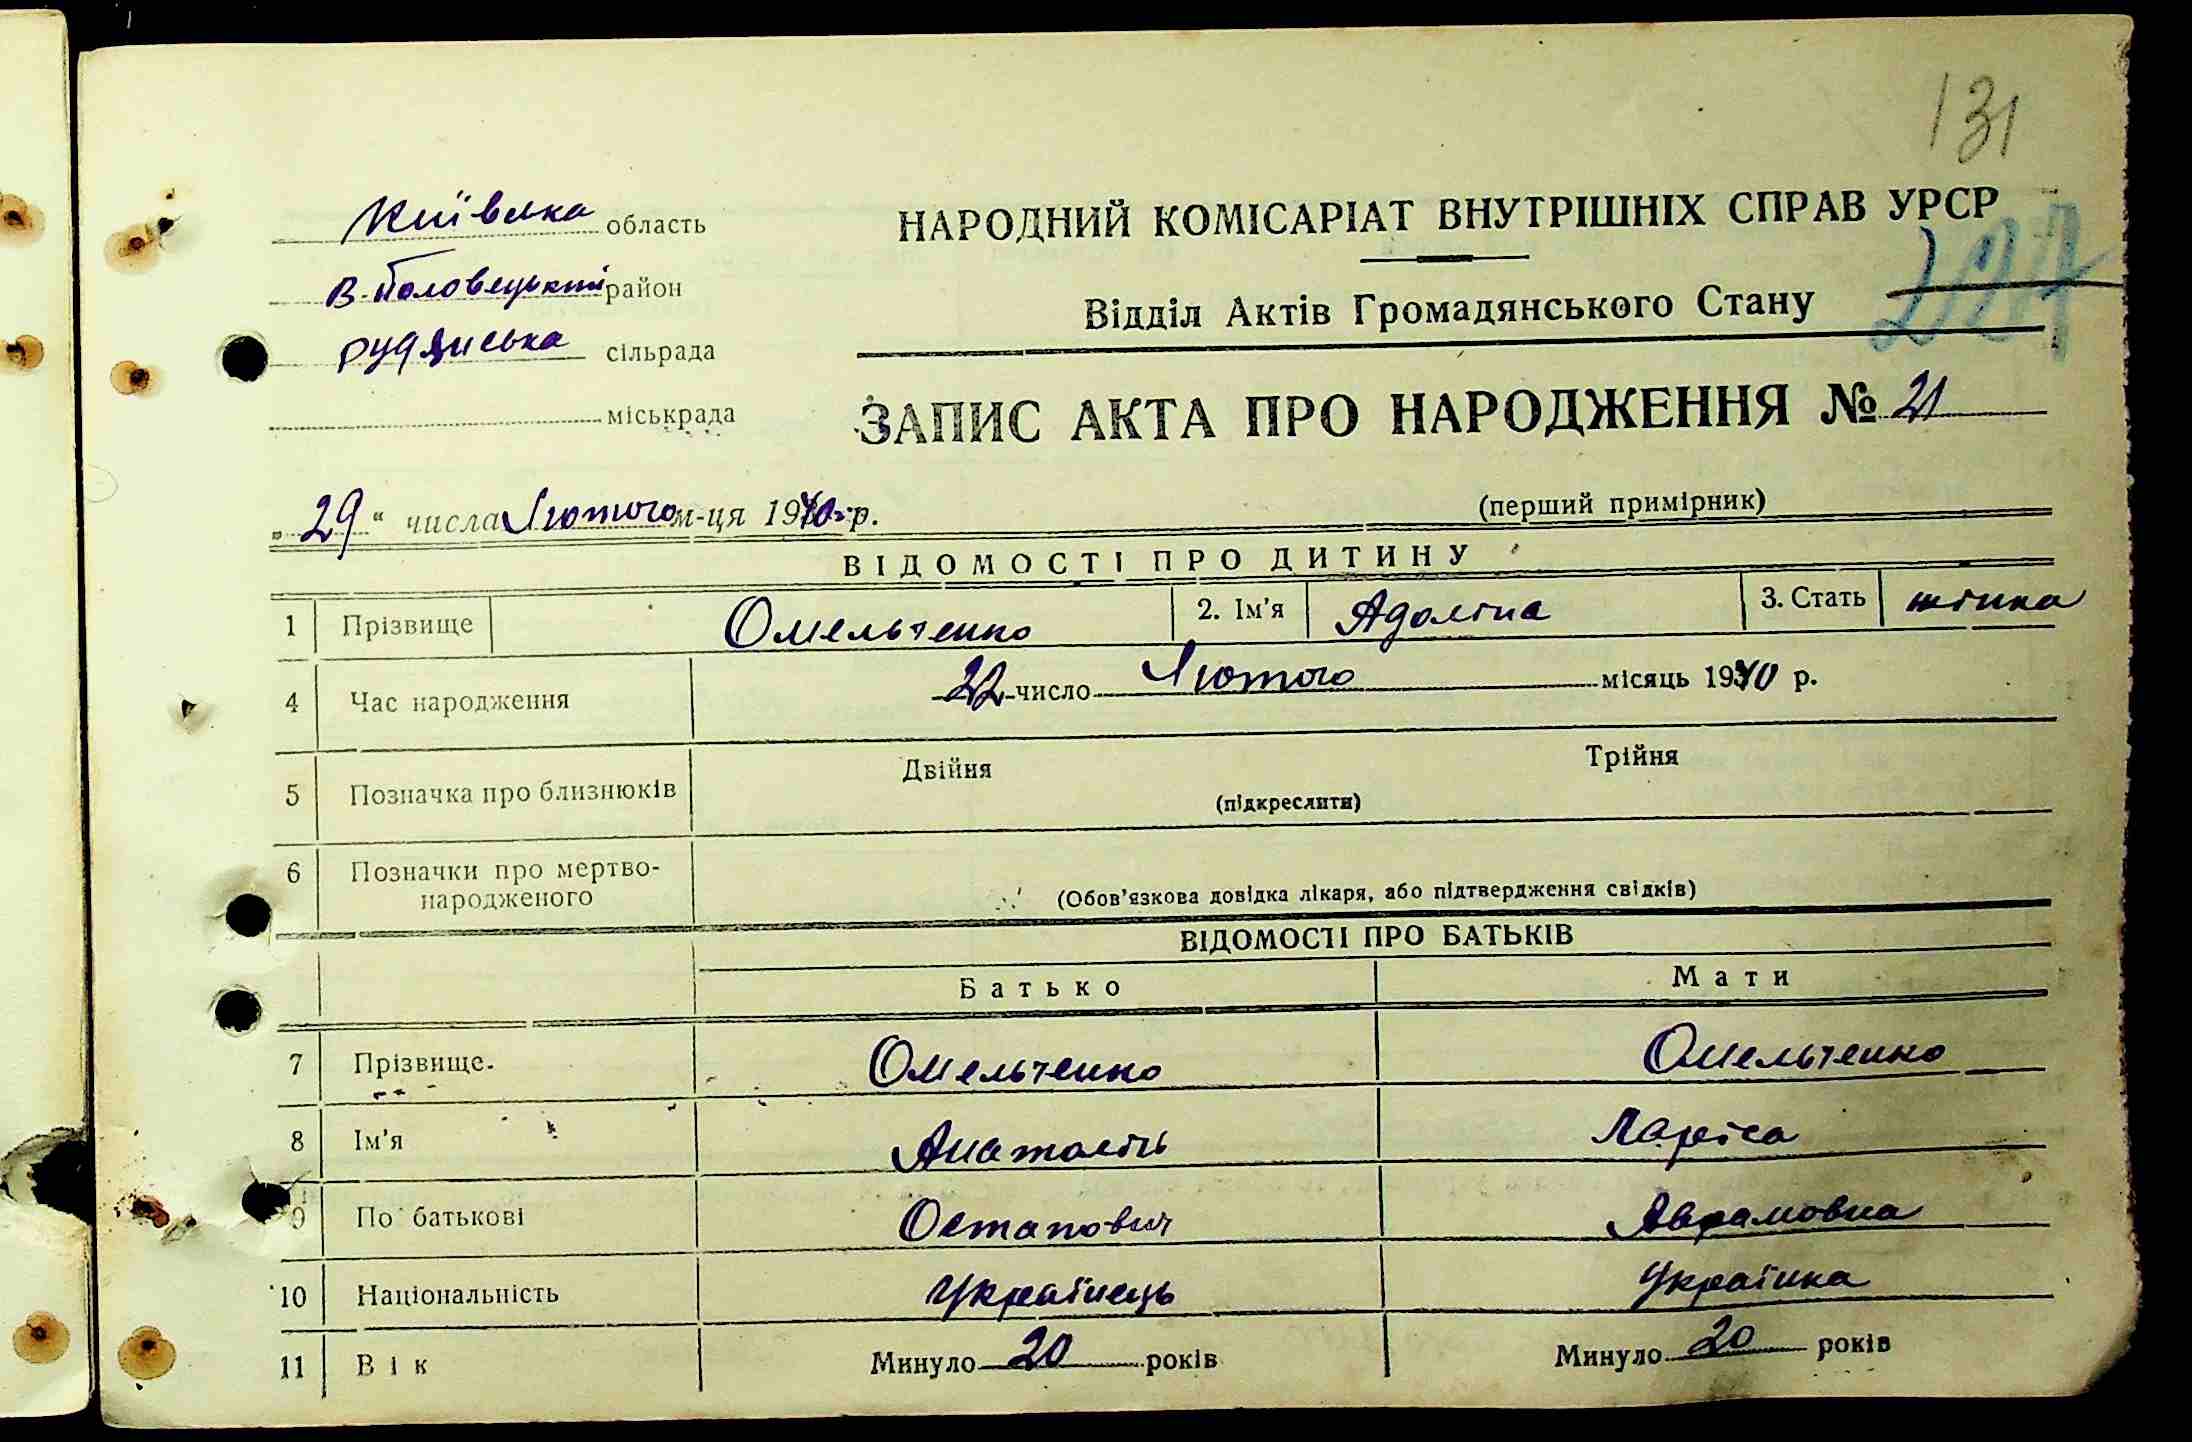 131
Київська область
В-Половецький район
Рудянська сільрада
міськрада
НАРОДНИЙ КОМІСАРІАТ ВНУТРІШНІХ СПРАВ УРСР
Відділ Актів Громадянського Стану
ЗАПИС АКТА ПРО НАРОДЖЕННЯ № 21
„29“ числа Лютого м-ця 1940 р.
(перший примірник)
ВІДОМОСТІ ПРО ДИТИНУ
1 Прізвище Омельченко 2. Ім'я Адоліна 3. Стать жінка
4 Час народження 22 число Лютого місяць 1940 р.
5 Позначка про близнюків Двійня Трійня
(підкреслити)
6 Позначки про мертво-
народженого
(Обов'язкова довідка лікаря, або підтвердження свідків)
ВІДОМОСТІ ПРО БАТЬКІВ
Батько Мати
7 Прізвище Омельченко Омельченко
8 Ім'я Анатолій Ларіса
9 По батькові Остапович Аврамовна
10 Національність Українець Українка
11 Вік Минуло 20 років Минуло 20 років